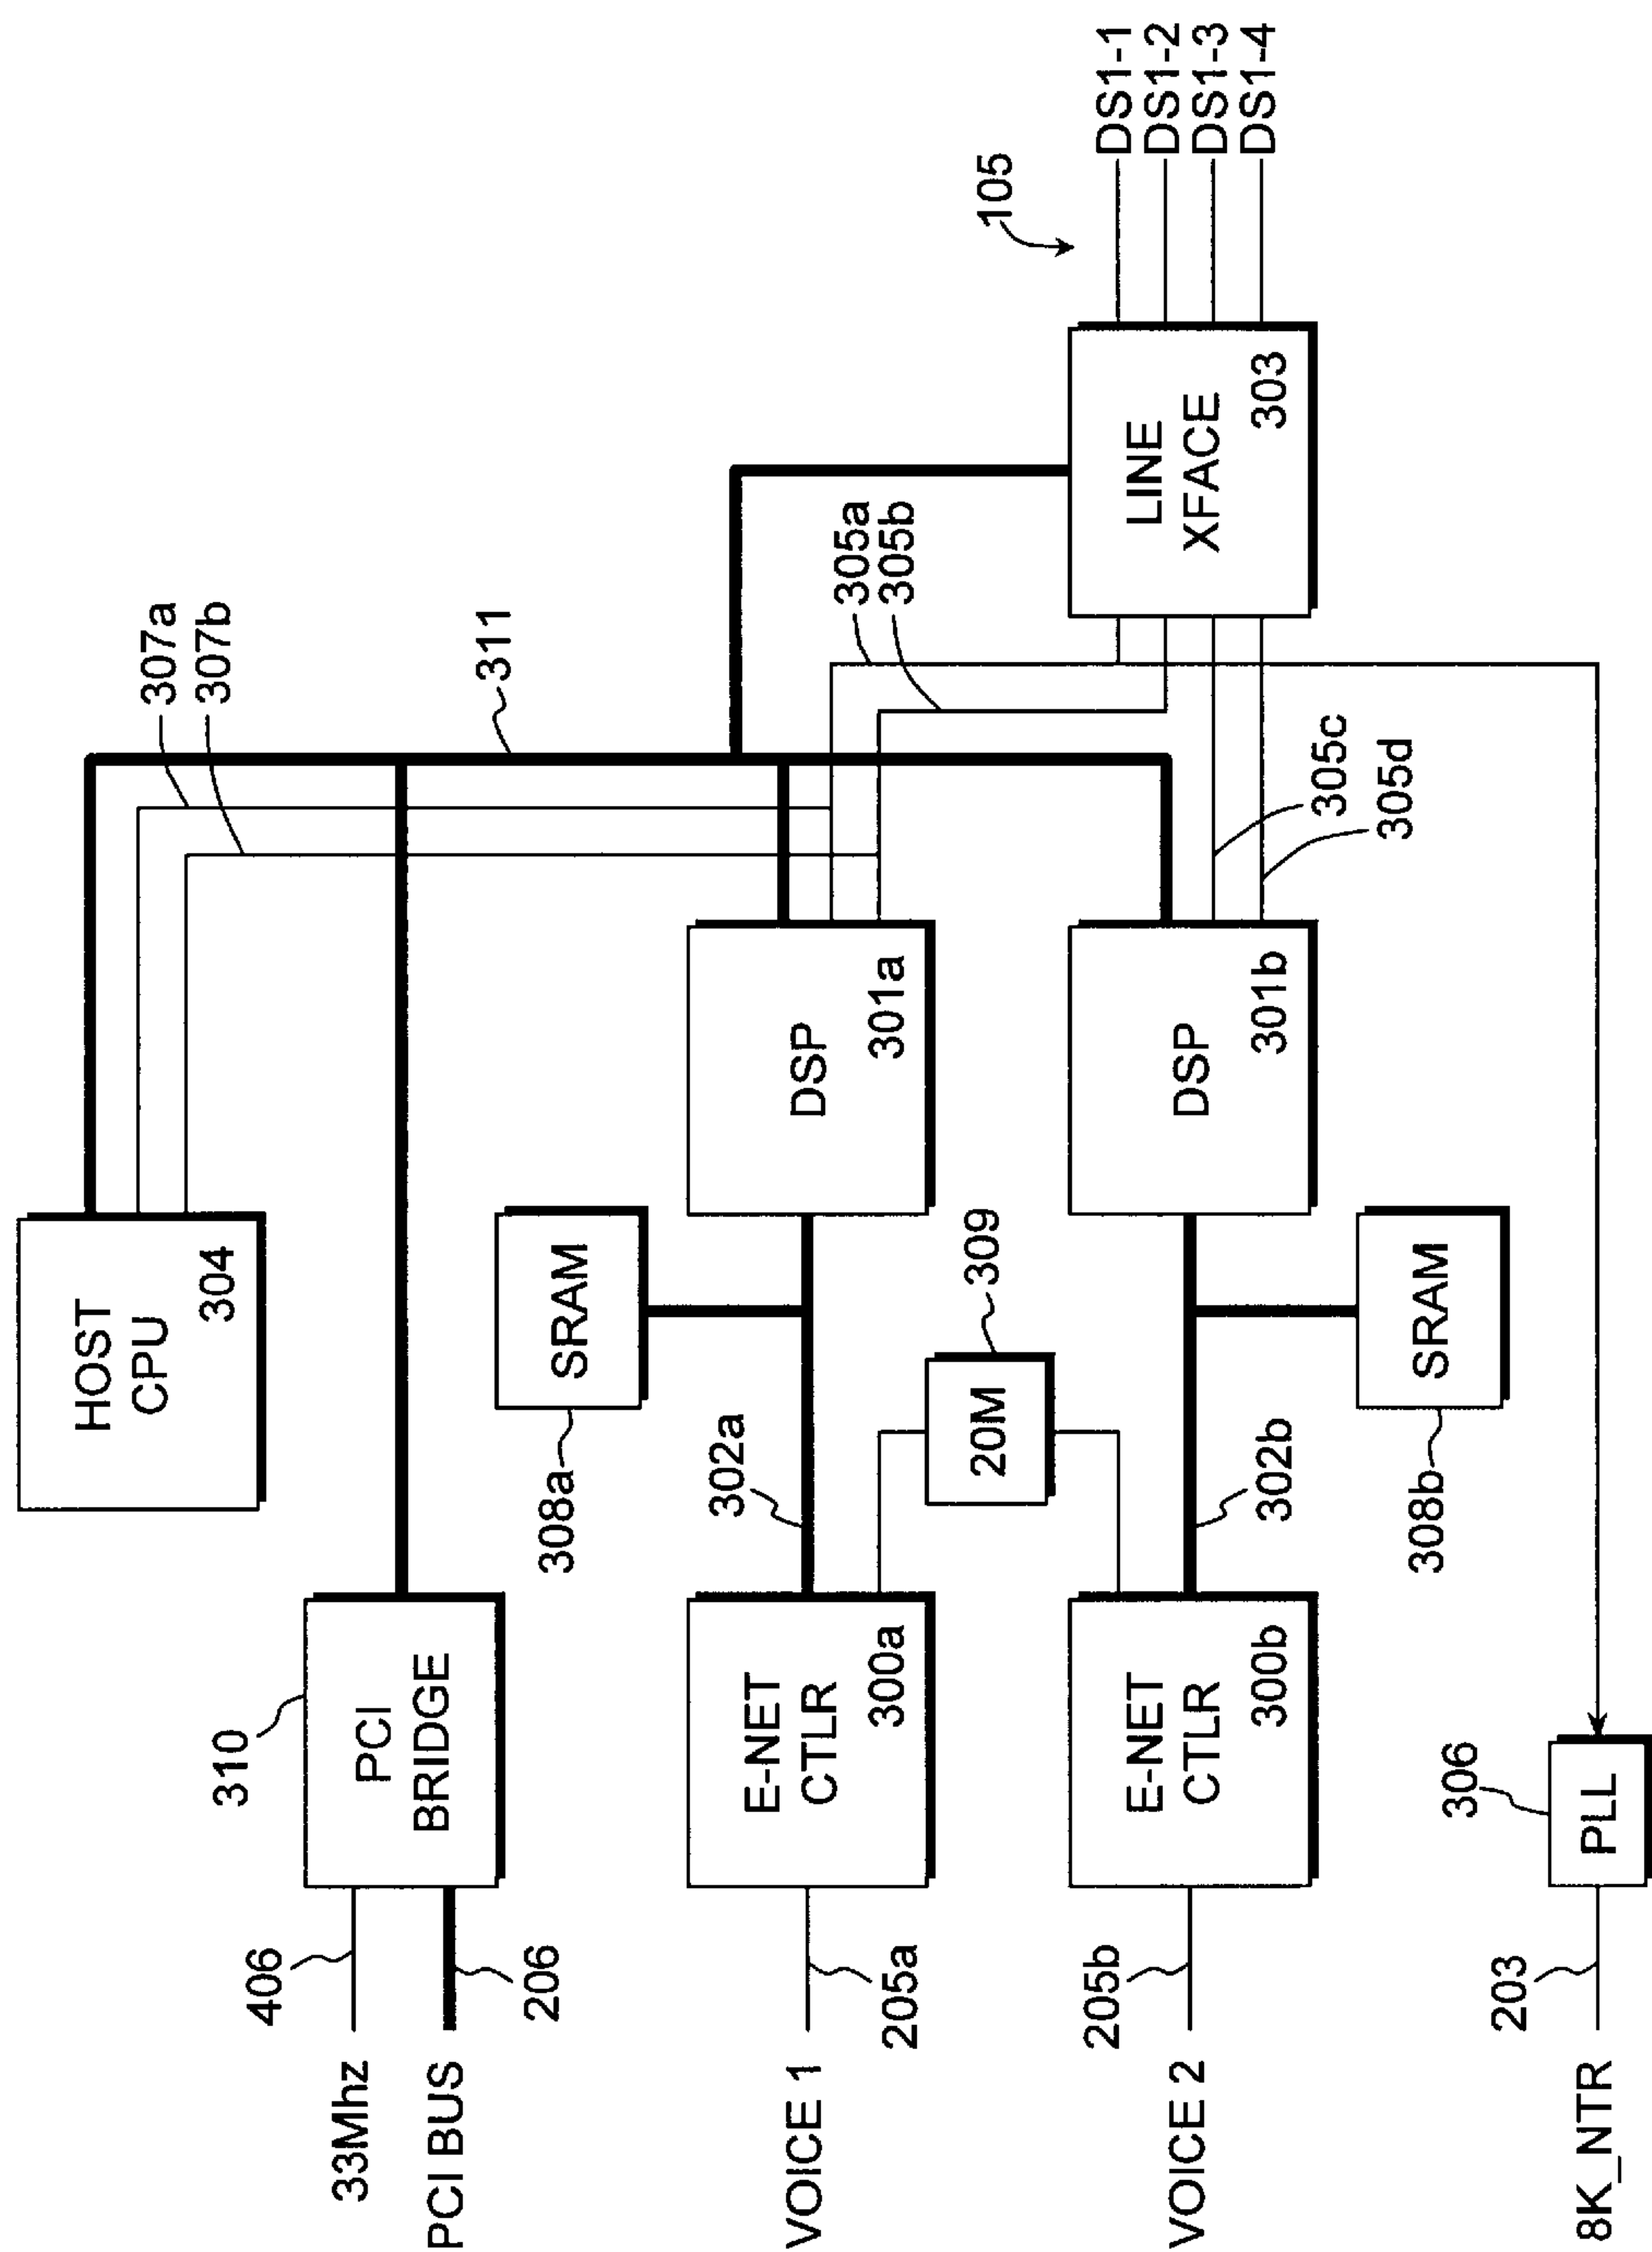 HOST
CPU
304
307a
307b
311
33Mhz
406
PCI BUS
206
310
PCI
BRIDGE
SRAM
308a
305a
305b
105
DS1-1
DS1-2
DS1-3
DS1-4
VOICE 1
205a
E-NET
CTLR
300a
302a
DSP
301a
20M
309
LINE
XFACE
303
VOICE 2
205b
E-NET
CTLR
300b
302b
DSP
301b
305c
305d
SRAM
308b
8K_NTR
203
PLL
306